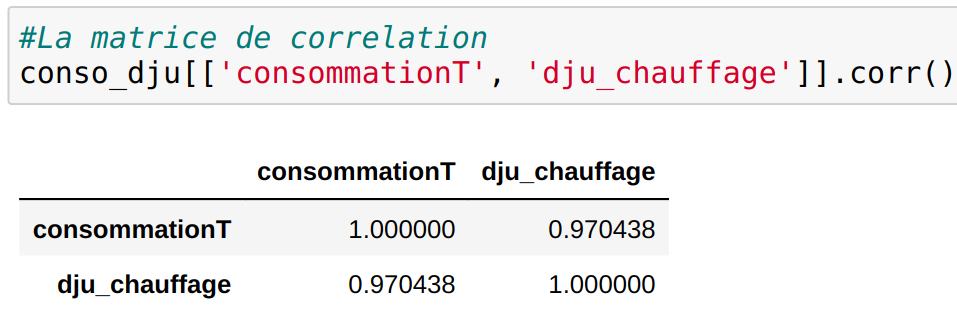 #La matrice de correlation
conso_dju[['consommationT', 'dju_chauffage']].corr()
consommationT dju_chauffage
consommationT 1.000000 0.970438
dju_chauffage 0.970438 1.000000